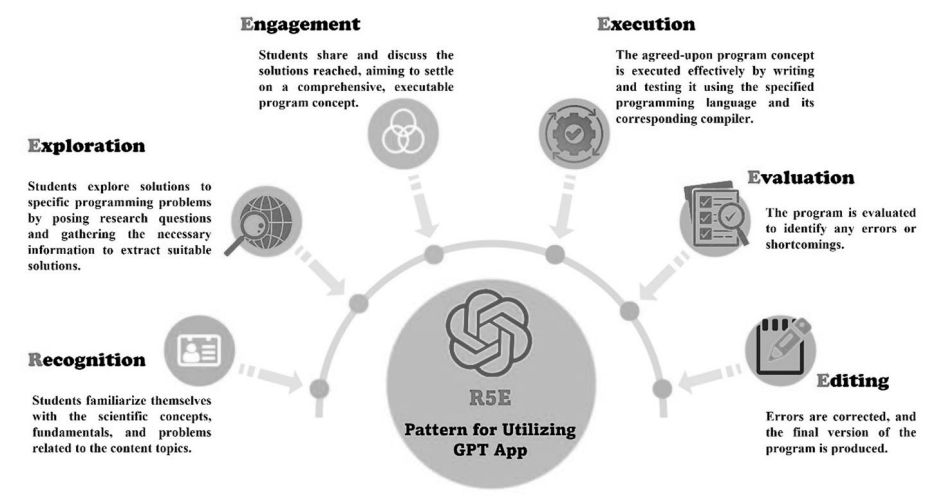 Recognition
Students familiarize themselves
with the scientific concepts,
fundamentals, and problems
related to the content topics.
Exploration
Students explore solutions to
specific programming problems
by posing research questions
and gathering the necessary
information to extract suitable
solutions.
Engagement
Students share and discuss the
solutions reached, aiming to settle
on a comprehensive, executable
program concept.
Execution
The agreed-upon program concept
is executed effectively by writing
and testing it using the specified
programming language and its
corresponding compiler.
Evaluation
The program is evaluated
to identify any errors or
shortcomings.
Editing
Errors are corrected, and
the final version of the
program is produced.
R5E
Pattern for Utilizing
GPT App